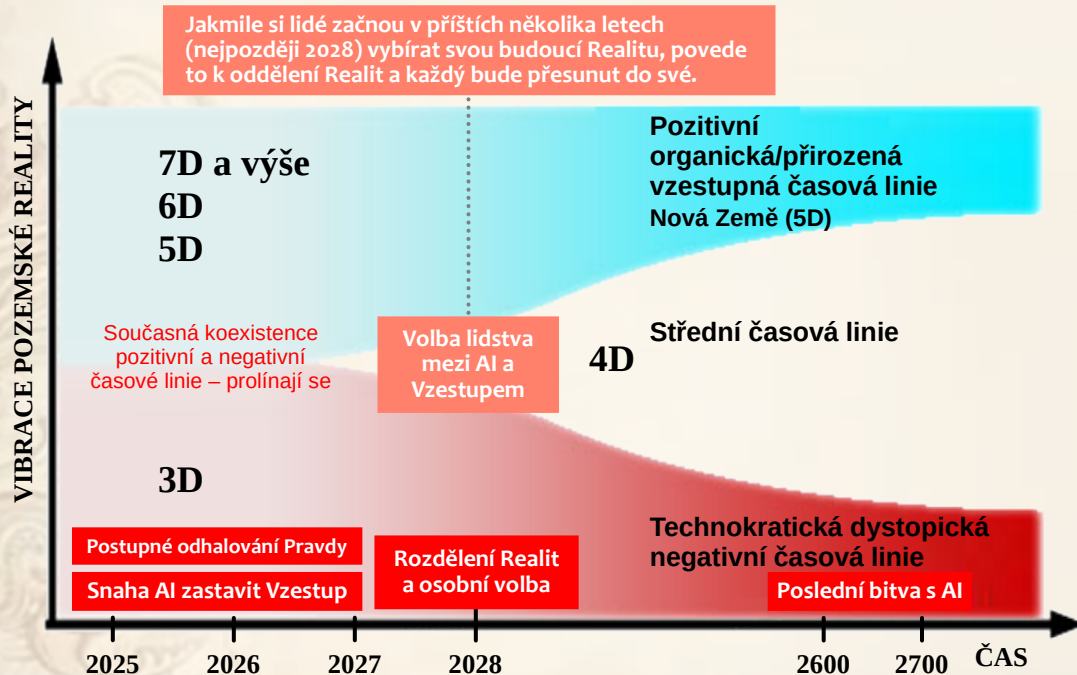 Jakmile si lidé začnou v příštích několika letech
(nejpozději 2028) vybírat svou budoucí Realitu, povede
to k oddělení Realit a každý bude přesunut do své.
VIBRACE POZEMSKÉ REALITY
7D a výše
6D
5D
Pozitivní
organická/přirozená
vzestupná časová linie
Nová Země (5D)
Současná koexistence
pozitivní a negativní
časové linie – prolínají se
Volba lidstva
mezi AI a
Vzestupem
4D
Střední časová linie
3D
Technokratická dystopická
negativní časová linie
Postupné odhalování Pravdy
Snaha AI zastavit Vzestup
Rozdělení Realit
a osobní volba
Poslední bitva s AI
2025
2026
2027
2028
2600
2700
ČAS